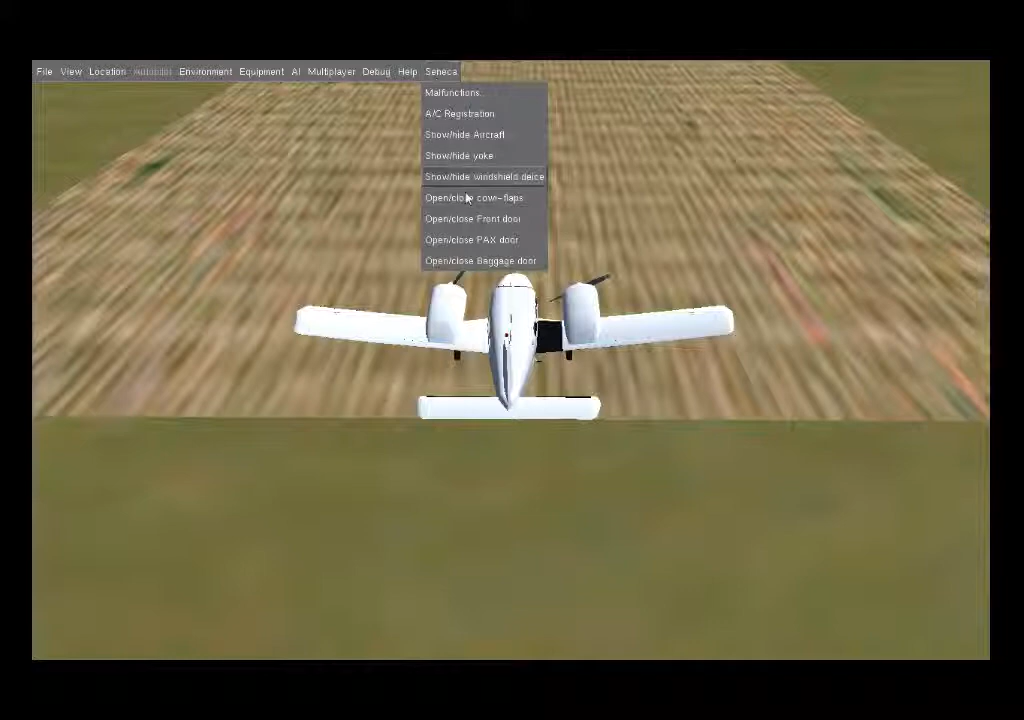 File View Location Autopilot Environment Equipment AI Multiplayer Debug Help Seneca
Malfunctions...
A/C Registration
Show/hide Aircraft
Show/hide yoke
Show/hide windshield deice
Open/close cowl-flaps
Open/close Front door
Open/close PAX door
Open/close Baggage door